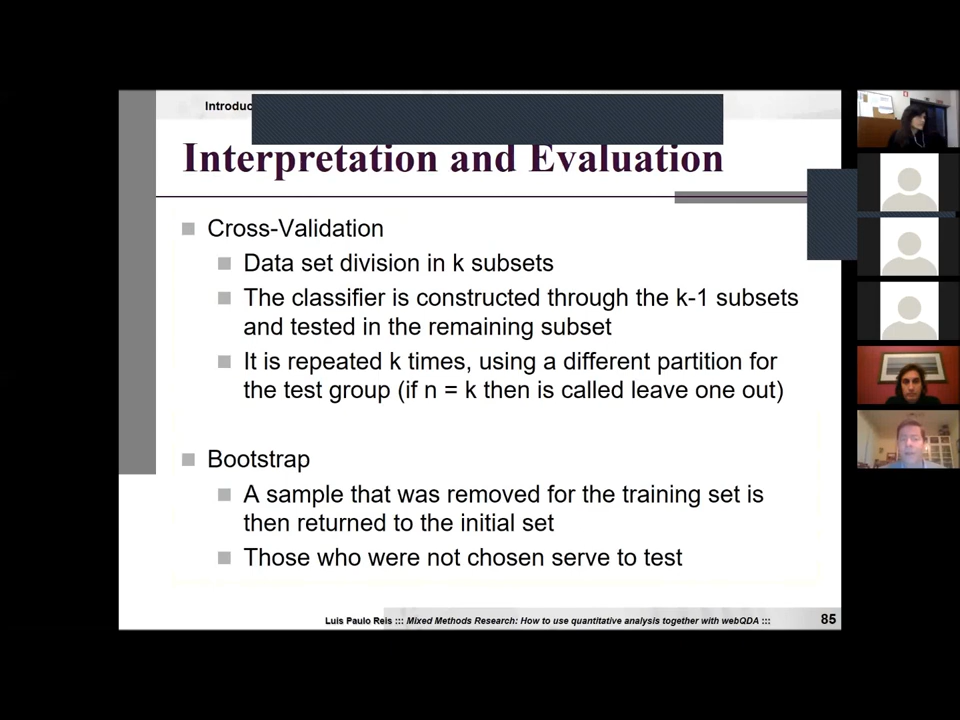 Introduc
Interpretation and Evaluation
Cross-Validation
Data set division in k subsets
The classifier is constructed through the k-1 subsets
and tested in the remaining subset
It is repeated k times, using a different partition for
the test group (if n = k then is called leave one out)
Bootstrap
A sample that was removed for the training set is
then returned to the initial set
Those who were not chosen serve to test
Luis Paulo Reis ::: Mixed Methods Research: How to use quantitative analysis together with webQDA ::: 85